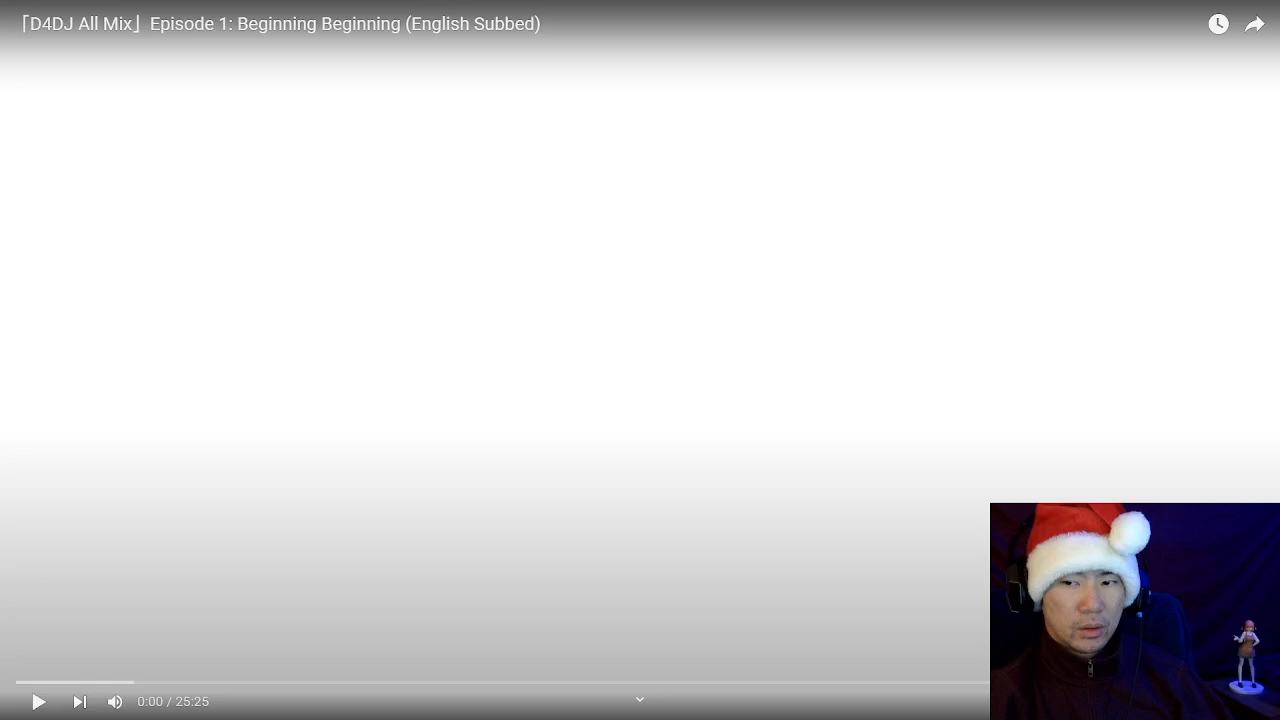 「D4DJ All Mix」Episode 1: Beginning Beginning (English Subbed)
0:00 / 25:25